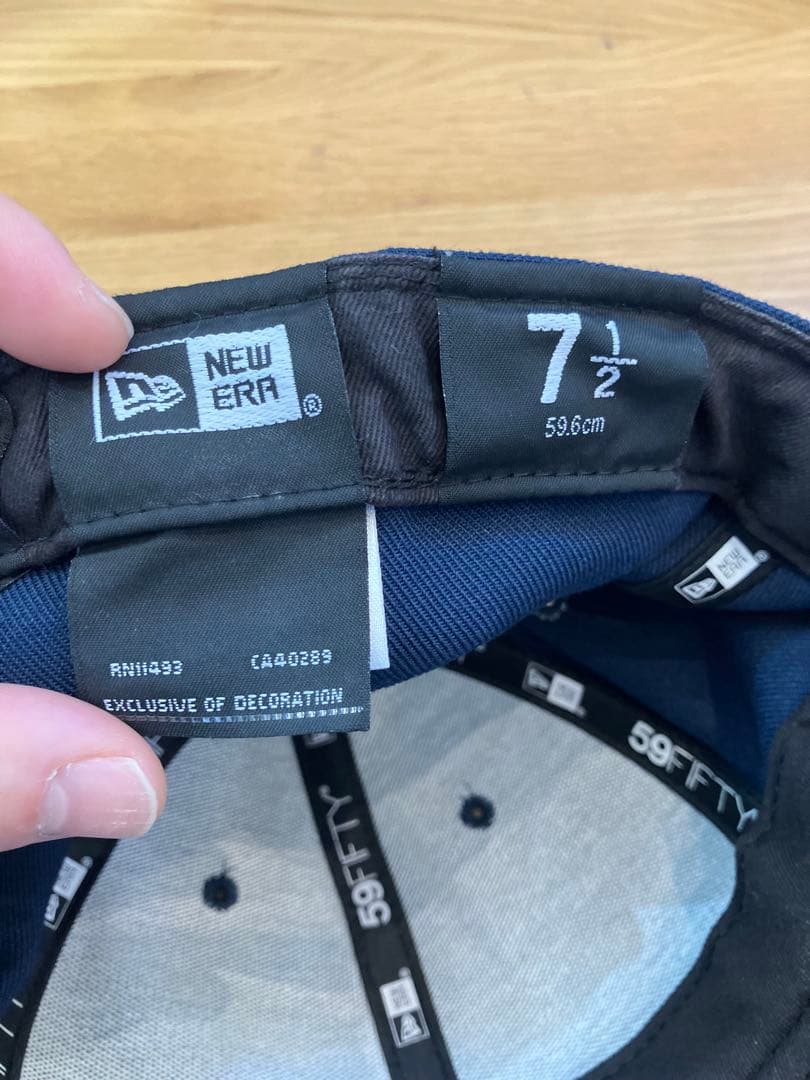 NEW
ERA
®
7 1/2
59.6cm
RN11493 CA40289
EXCLUSIVE OF DECORATION
NEW
ERA
59FIFTY
59FIFTY